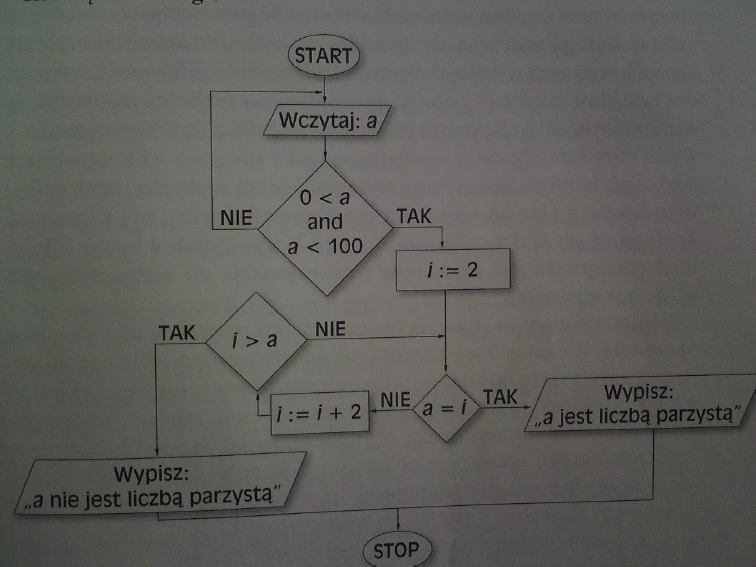 START
Wczytaj: a
0 < a
and
a < 100
NIE
TAK
i := 2
TAK
i > a
NIE
i := i + 2
NIE
a = i
TAK
Wypisz:
„a jest liczbą parzystą”
Wypisz:
„a nie jest liczbą parzystą”
STOP